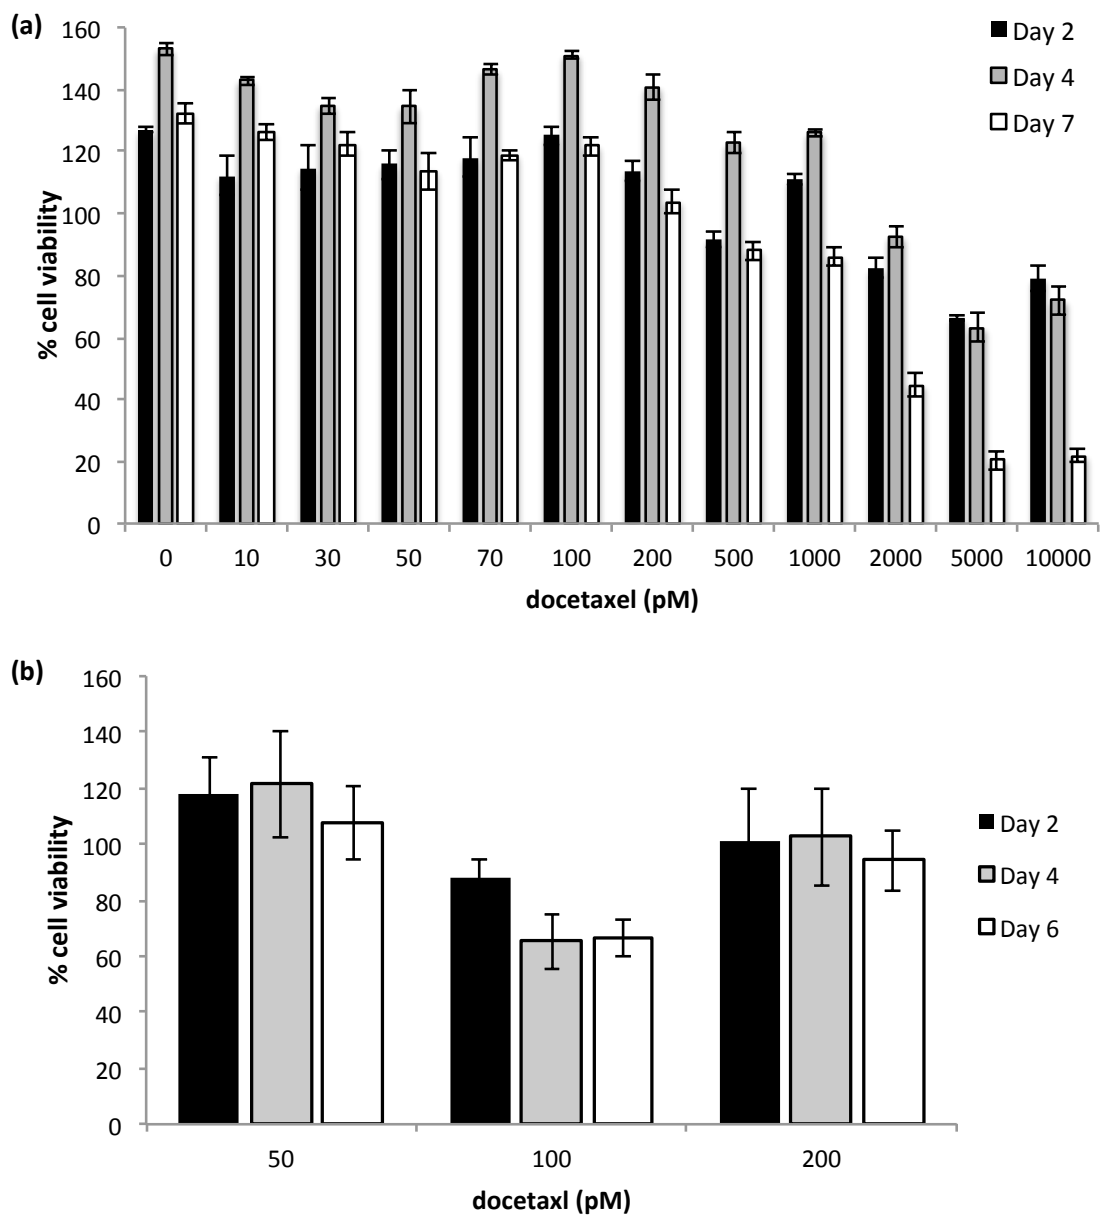 (a)
160
140
120
100
80
60
40
20
0
% cell viability
Day 2
Day 4
Day 7
0 10 30 50 70 100 200 500 1000 2000 5000 10000
docetaxel (pM)
(b)
160
140
120
100
80
60
40
20
0
% cell viability
Day 2
Day 4
Day 6
50 100 200
docetaxl (pM)